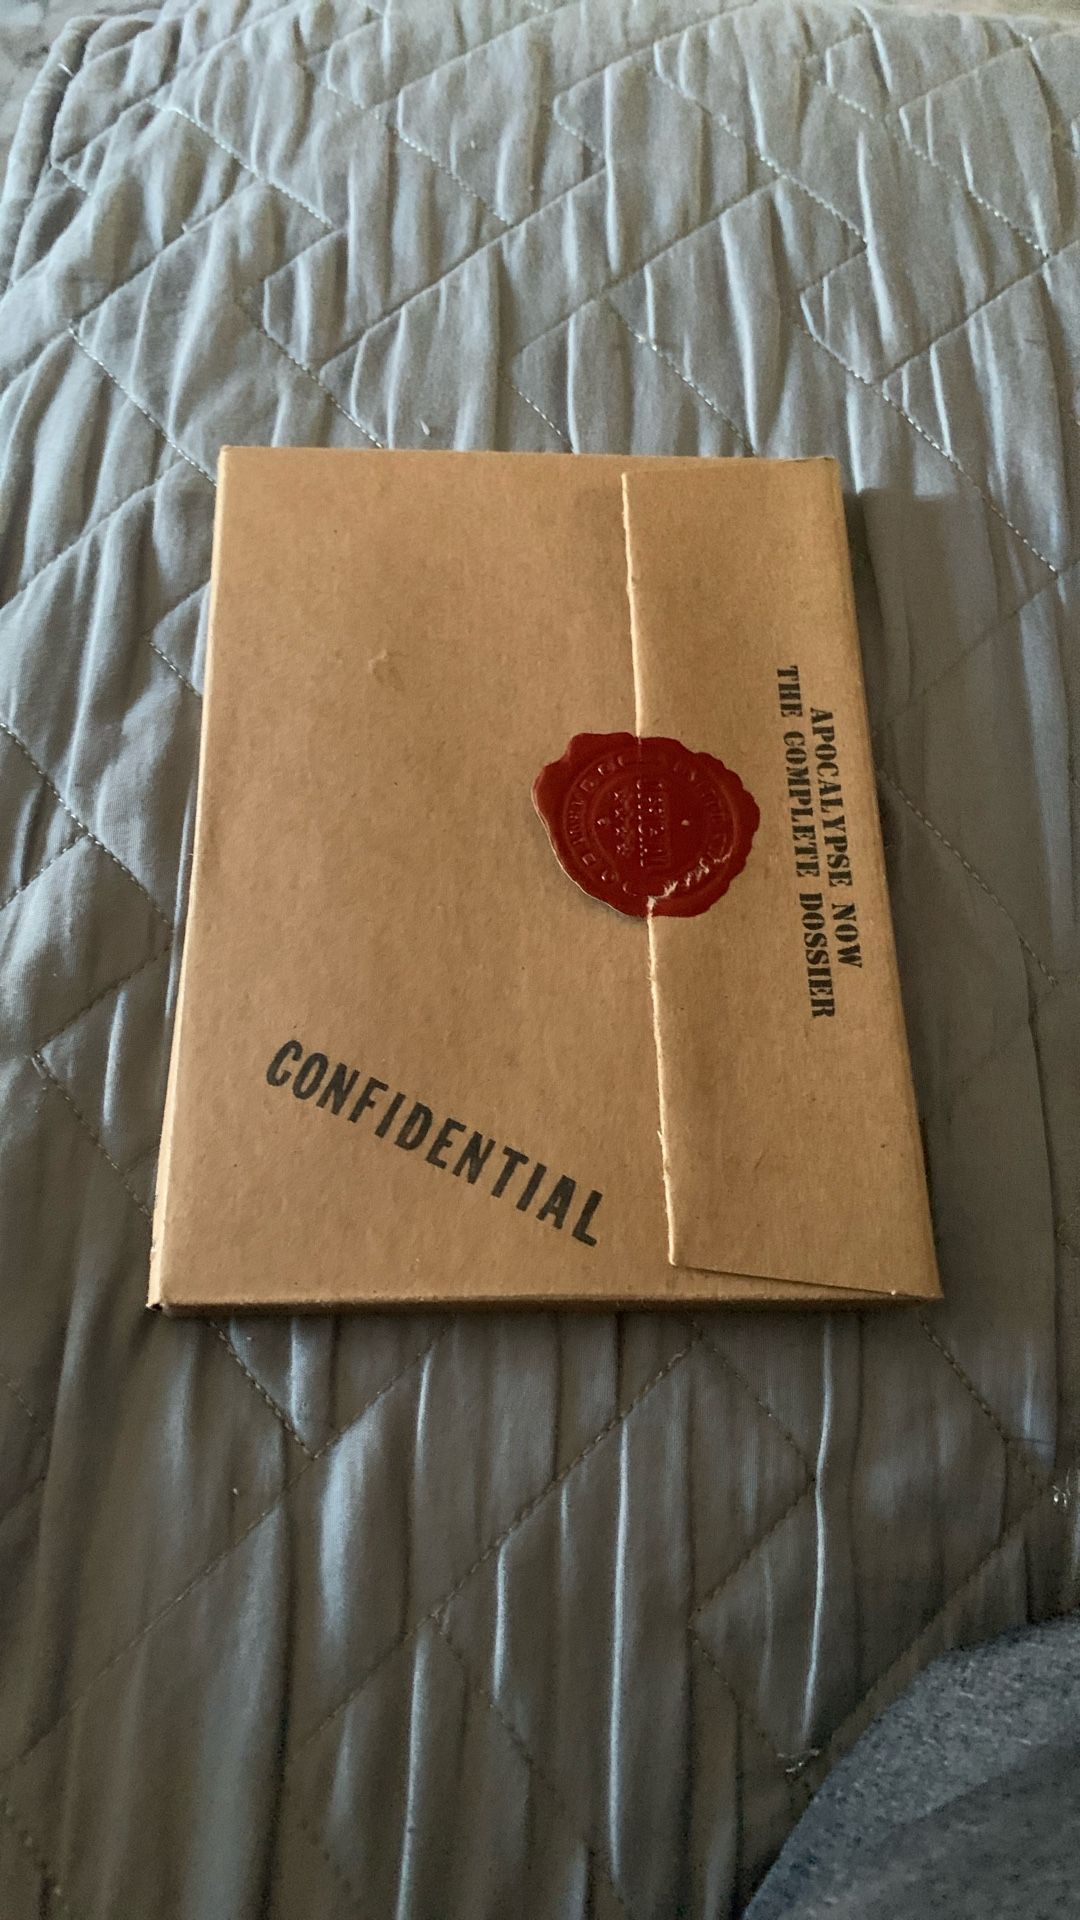 APOCALYPSE NOW
THE COMPLETE DOSSIER
CONFIDENTIAL